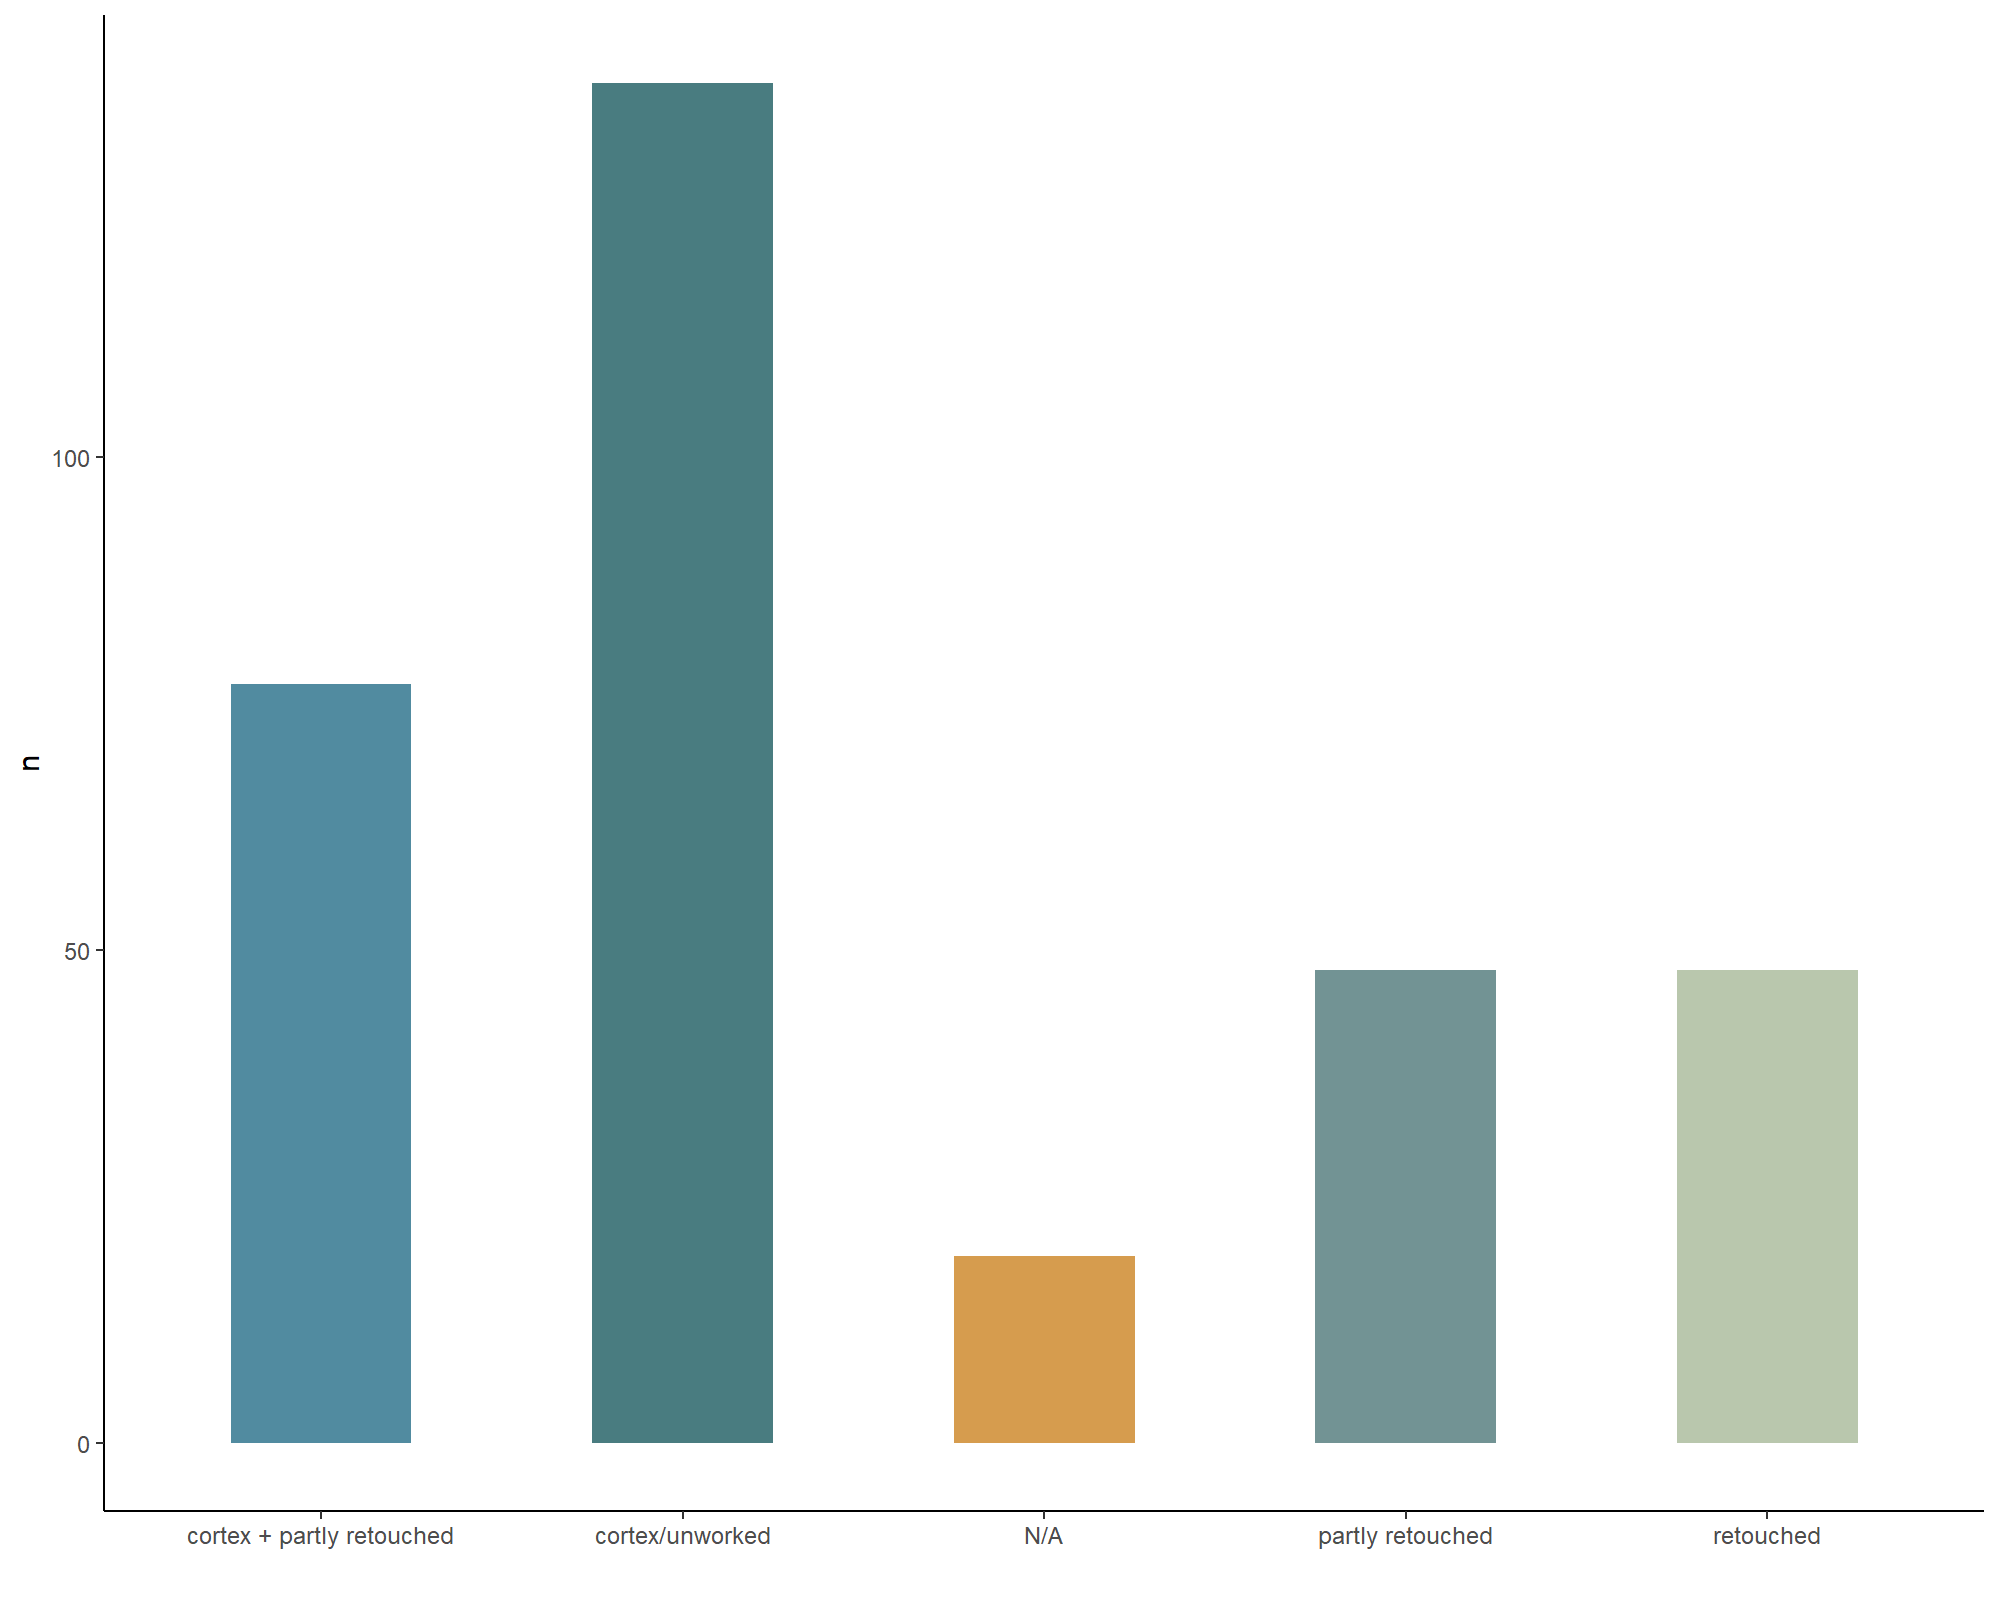 n
100
50
0
cortex + partly retouched
cortex/unworked
N/A
partly retouched
retouched